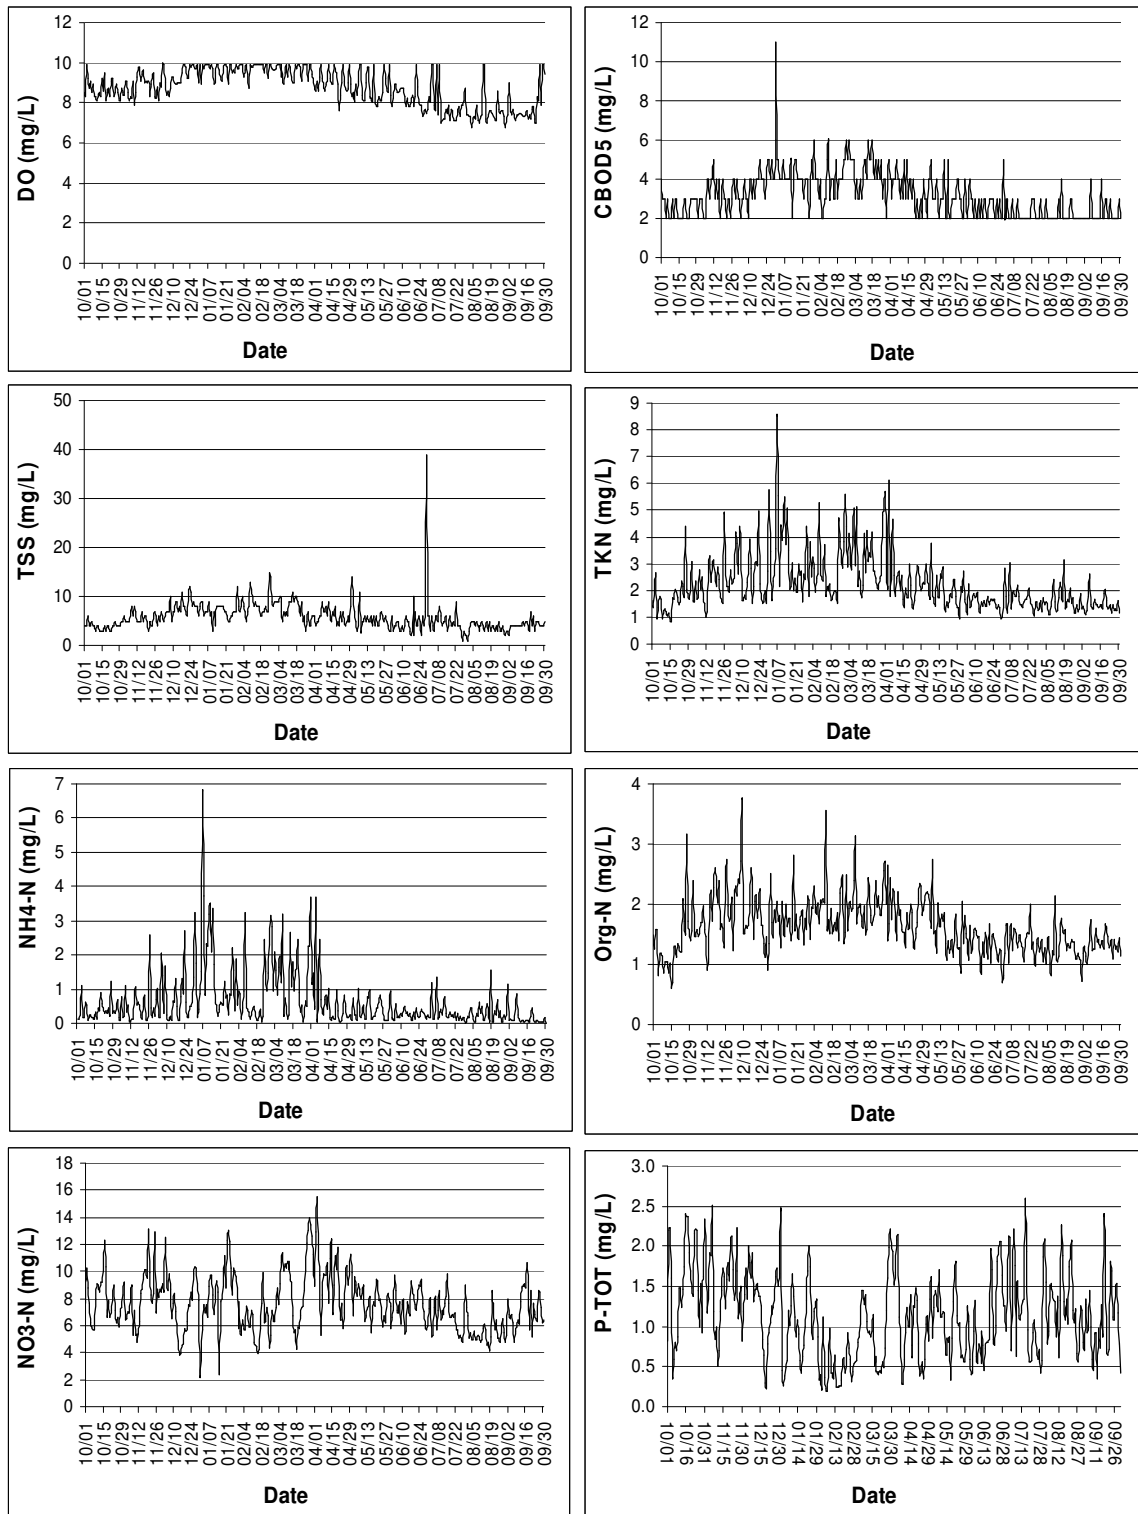 DO (mg/L)
12
10
8
6
4
2
0
10/01 10/15 10/29 11/12 11/26 12/10 12/24 01/07 01/21 02/04 02/18 03/04 03/18 04/01 04/15 04/29 05/13 05/27 06/10 06/24 07/08 07/22 08/05 08/19 09/02 09/16 09/30
Date
CBOD5 (mg/L)
12
10
8
6
4
2
0
10/01 10/15 10/29 11/12 11/26 12/10 12/24 01/07 01/21 02/04 02/18 03/04 03/18 04/01 04/15 04/29 05/13 05/27 06/10 06/24 07/08 07/22 08/05 08/19 09/02 09/16 09/30
Date
TSS (mg/L)
50
40
30
20
10
0
10/01 10/15 10/29 11/12 11/26 12/10 12/24 01/07 01/21 02/04 02/18 03/04 03/18 04/01 04/15 04/29 05/13 05/27 06/10 06/24 07/08 07/22 08/05 08/19 09/02 09/16 09/30
Date
TKN (mg/L)
9
8
7
6
5
4
3
2
1
0
10/01 10/15 10/29 11/12 11/26 12/10 12/24 01/07 01/21 02/04 02/18 03/04 03/18 04/01 04/15 04/29 05/13 05/27 06/10 06/24 07/08 07/22 08/05 08/19 09/02 09/16 09/30
Date
NH4-N (mg/L)
7
6
5
4
3
2
1
0
10/01 10/15 10/29 11/12 11/26 12/10 12/24 01/07 01/21 02/04 02/18 03/04 03/18 04/01 04/15 04/29 05/13 05/27 06/10 06/24 07/08 07/22 08/05 08/19 09/02 09/16 09/30
Date
Org-N (mg/L)
4
3
2
1
0
10/01 10/15 10/29 11/12 11/26 12/10 12/24 01/07 01/21 02/04 02/18 03/04 03/18 04/01 04/15 04/29 05/13 05/27 06/10 06/24 07/08 07/22 08/05 08/19 09/02 09/16 09/30
Date
NO3-N (mg/L)
18
16
14
12
10
8
6
4
2
0
10/01 10/15 10/29 11/12 11/26 12/10 12/24 01/07 01/21 02/04 02/18 03/04 03/18 04/01 04/15 04/29 05/13 05/27 06/10 06/24 07/08 07/22 08/05 08/19 09/02 09/16 09/30
Date
P-TOT (mg/L)
3.0
2.5
2.0
1.5
1.0
0.5
0.0
10/01 10/16 10/31 11/15 11/30 12/15 12/30 01/14 01/29 02/13 02/28 03/15 03/30 04/14 04/29 05/14 05/29 06/13 06/28 07/13 07/28 08/12 08/27 09/11 09/26
Date